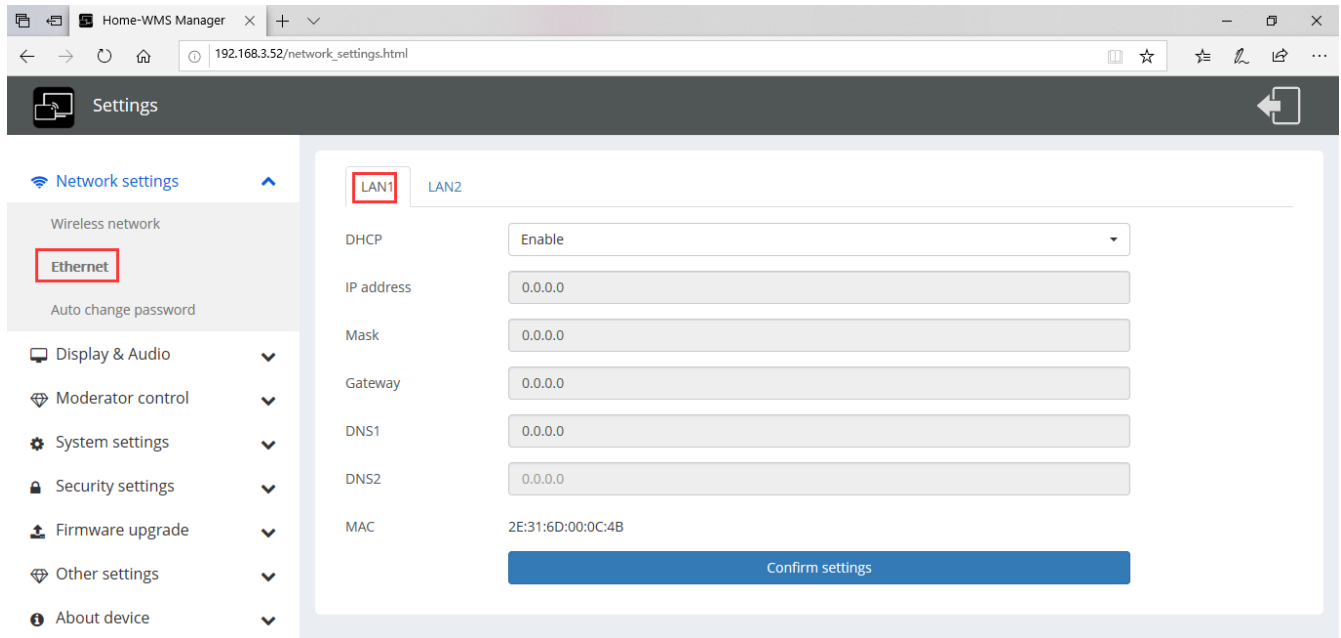 Home-WMS Manager
192.168.3.52/network_settings.html
Settings
Network settings
Wireless network
Ethernet
Auto change password
Display & Audio
Moderator control
System settings
Security settings
Firmware upgrade
Other settings
About device
LAN1 LAN2
DHCP Enable
IP address 0.0.0.0
Mask 0.0.0.0
Gateway 0.0.0.0
DNS1 0.0.0.0
DNS2 0.0.0.0
MAC 2E:31:6D:00:0C:4B
Confirm settings